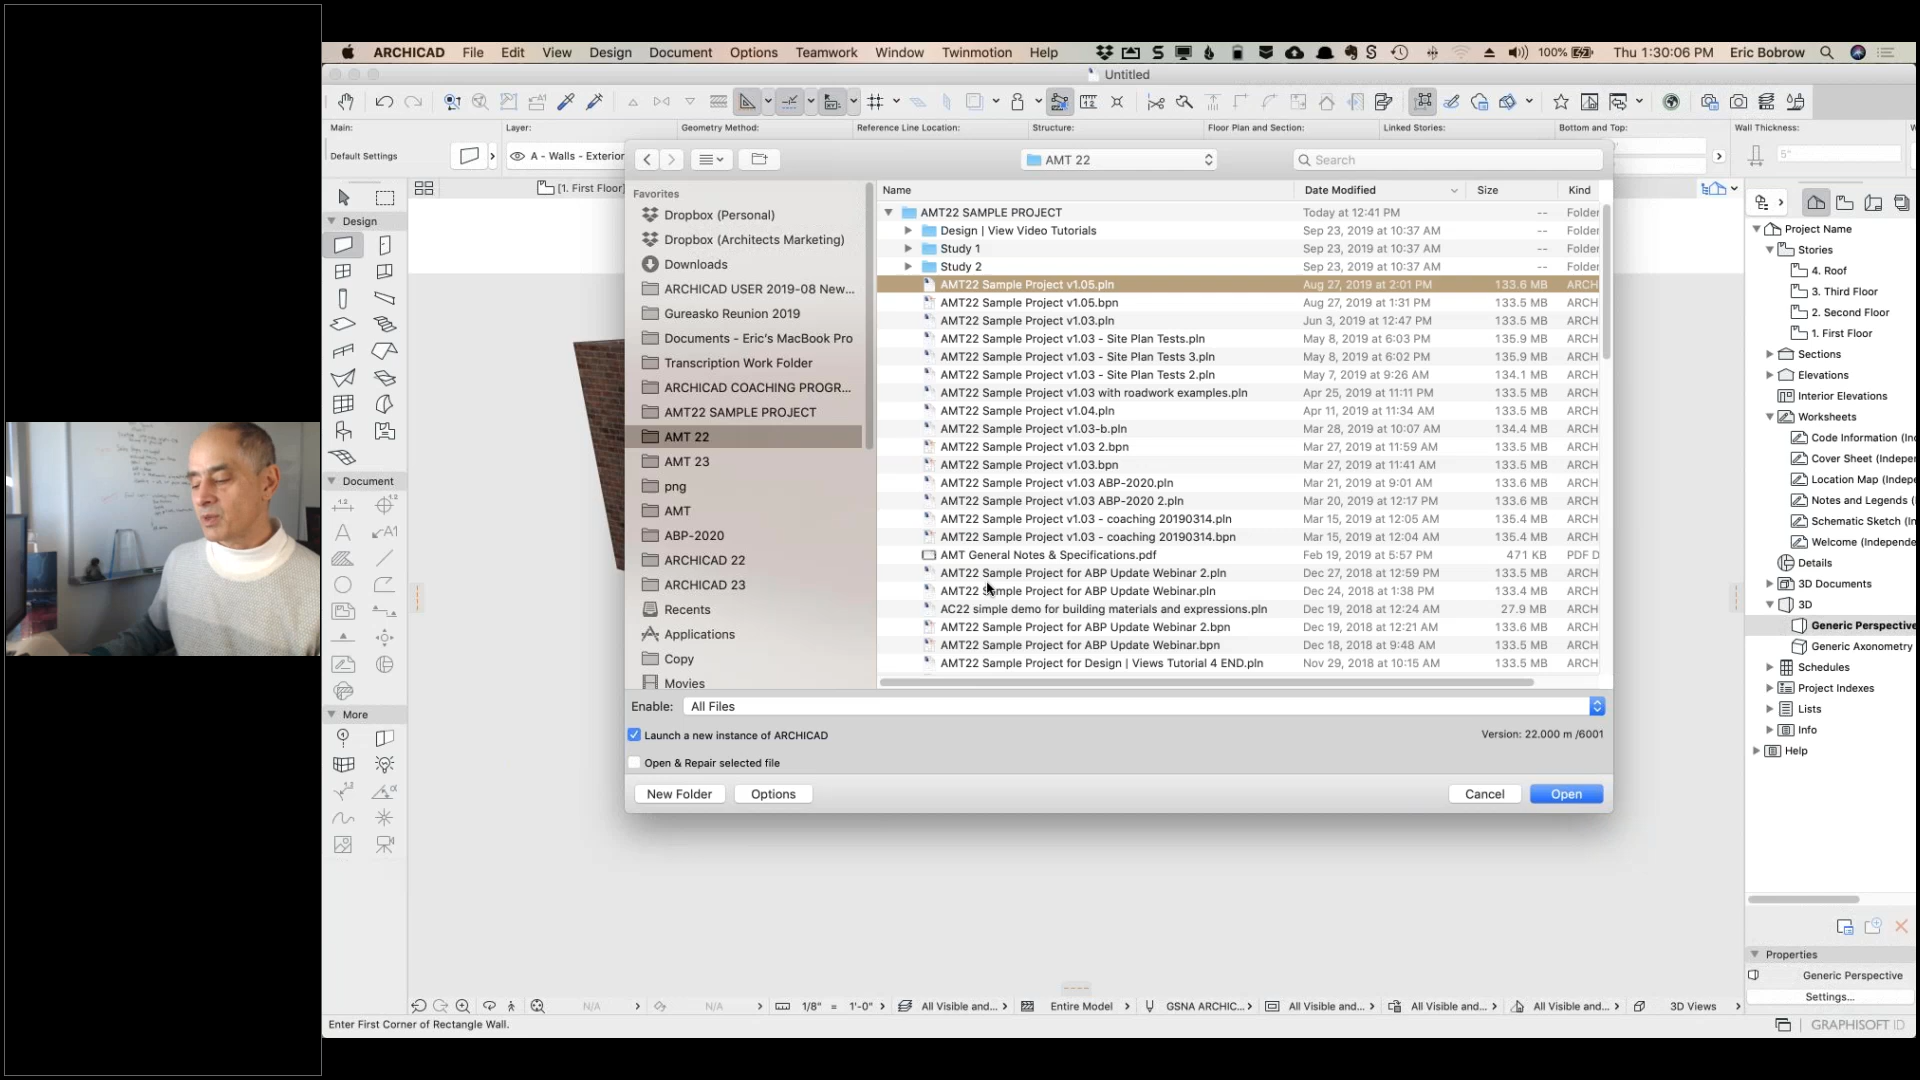 ARCHICAD File Edit View Design Document Options Teamwork Window Twinmotion Help 100% Thu 1:30:06 PM Eric Bobrow
Untitled
Main: Layer: Geometry Method: Reference Line Location: Structure: Floor Plan and Section: Linked Stories: Bottom and Top: Wall Thickness:
Default Settings A - Walls - Exterior 5"
AMT 22 Search
[1. First Floor]
Favorites
Dropbox (Personal)
Dropbox (Architects Marketing)
Downloads
ARCHICAD USER 2019-08 New...
Gureasko Reunion 2019
Documents - Eric's MacBook Pro
Transcription Work Folder
ARCHICAD COACHING PROGR...
AMT22 SAMPLE PROJECT
AMT 22
AMT 23
png
AMT
ABP-2020
ARCHICAD 22
ARCHICAD 23
Recents
Applications
Copy
Movies
Name Date Modified Size Kind
AMT22 SAMPLE PROJECT Today at 12:41 PM -- Folder
Design | View Video Tutorials Sep 23, 2019 at 10:37 AM -- Folder
Study 1 Sep 23, 2019 at 10:37 AM -- Folder
Study 2 Sep 23, 2019 at 10:37 AM -- Folder
AMT22 Sample Project v1.05.pln Aug 27, 2019 at 2:01 PM 133.6 MB ARCH
AMT22 Sample Project v1.05.bpn Aug 27, 2019 at 1:31 PM 133.5 MB ARCH
AMT22 Sample Project v1.03.pln Jun 3, 2019 at 12:47 PM 133.5 MB ARCH
AMT22 Sample Project v1.03 - Site Plan Tests.pln May 8, 2019 at 6:03 PM 135.9 MB ARCH
AMT22 Sample Project v1.03 - Site Plan Tests 3.pln May 8, 2019 at 6:02 PM 135.9 MB ARCH
AMT22 Sample Project v1.03 - Site Plan Tests 2.pln May 7, 2019 at 9:26 AM 134.1 MB ARCH
AMT22 Sample Project v1.03 with roadwork examples.pln Apr 25, 2019 at 11:11 PM 133.6 MB ARCH
AMT22 Sample Project v1.04.pln Apr 11, 2019 at 11:34 AM 133.6 MB ARCH
AMT22 Sample Project v1.03-b.pln Mar 28, 2019 at 10:07 AM 134.4 MB ARCH
AMT22 Sample Project v1.03 2.bpn Mar 27, 2019 at 11:59 AM 133.5 MB ARCH
AMT22 Sample Project v1.03.bpn Mar 27, 2019 at 11:41 AM 133.5 MB ARCH
AMT22 Sample Project v1.03 ABP-2020.pln Mar 21, 2019 at 9:01 AM 133.6 MB ARCH
AMT22 Sample Project v1.03 ABP-2020 2.pln Mar 20, 2019 at 12:17 PM 133.6 MB ARCH
AMT22 Sample Project v1.03 - coaching 20190314.pln Mar 15, 2019 at 12:05 AM 135.4 MB ARCH
AMT22 Sample Project v1.03 - coaching 20190314.bpn Mar 15, 2019 at 12:04 AM 135.4 MB ARCH
AMT General Notes & Specifications.pdf Feb 19, 2019 at 5:57 PM 471 KB PDF D
AMT22 Sample Project for ABP Update Webinar 2.pln Dec 27, 2018 at 12:59 PM 133.5 MB ARCH
AMT22 Sample Project for ABP Update Webinar.pln Dec 24, 2018 at 1:38 PM 133.4 MB ARCH
AC22 simple demo for building materials and expressions.pln Dec 19, 2018 at 12:24 AM 27.9 MB ARCH
AMT22 Sample Project for ABP Update Webinar 2.bpn Dec 19, 2018 at 12:21 AM 133.6 MB ARCH
AMT22 Sample Project for ABP Update Webinar.bpn Dec 18, 2018 at 9:48 AM 133.5 MB ARCH
AMT22 Sample Project for Design | Views Tutorial 4 END.pln Nov 29, 2018 at 10:15 AM 133.5 MB ARCH
Enable: All Files
Launch a new instance of ARCHICAD Version: 22.000 m /6001
Open & Repair selected file
New Folder Options Cancel Open
Design
Document
More
Project Name
Stories
4. Roof
3. Third Floor
2. Second Floor
1. First Floor
Sections
Elevations
Interior Elevations
Worksheets
Code Information (In
Cover Sheet (Indeper
Location Map (Indepe
Notes and Legends (
Schematic Sketch (In
Welcome (Independe
Details
3D Documents
3D
Generic Perspective
Generic Axonometry
Schedules
Project Indexes
Lists
Info
Help
Properties
Generic Perspective
Settings...
N/A N/A 1/8" = 1'-0" All Visible and... Entire Model GSNA ARCHIC... All Visible and... All Visible and... All Visible and... 3D Views
Enter First Corner of Rectangle Wall. GRAPHISOFT ID